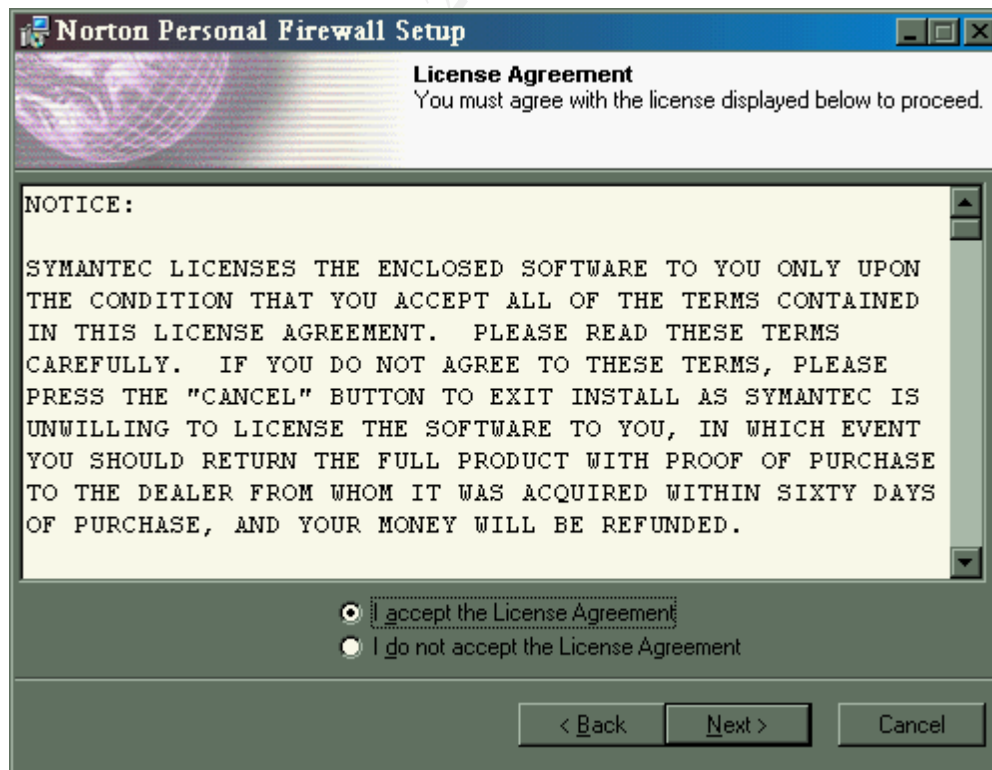 Norton Personal Firewall Setup
License Agreement
You must agree with the license displayed below to proceed.
NOTICE:
SYMANTEC LICENSES THE ENCLOSED SOFTWARE TO YOU ONLY UPON
THE CONDITION THAT YOU ACCEPT ALL OF THE TERMS CONTAINED
IN THIS LICENSE AGREEMENT.  PLEASE READ THESE TERMS
CAREFULLY.  IF YOU DO NOT AGREE TO THESE TERMS, PLEASE
PRESS THE "CANCEL" BUTTON TO EXIT INSTALL AS SYMANTEC IS
UNWILLING TO LICENSE THE SOFTWARE TO YOU, IN WHICH EVENT
YOU SHOULD RETURN THE FULL PRODUCT WITH PROOF OF PURCHASE
TO THE DEALER FROM WHOM IT WAS ACQUIRED WITHIN SIXTY DAYS
OF PURCHASE, AND YOUR MONEY WILL BE REFUNDED.
I accept the License Agreement
I do not accept the License Agreement
< Back Next > Cancel